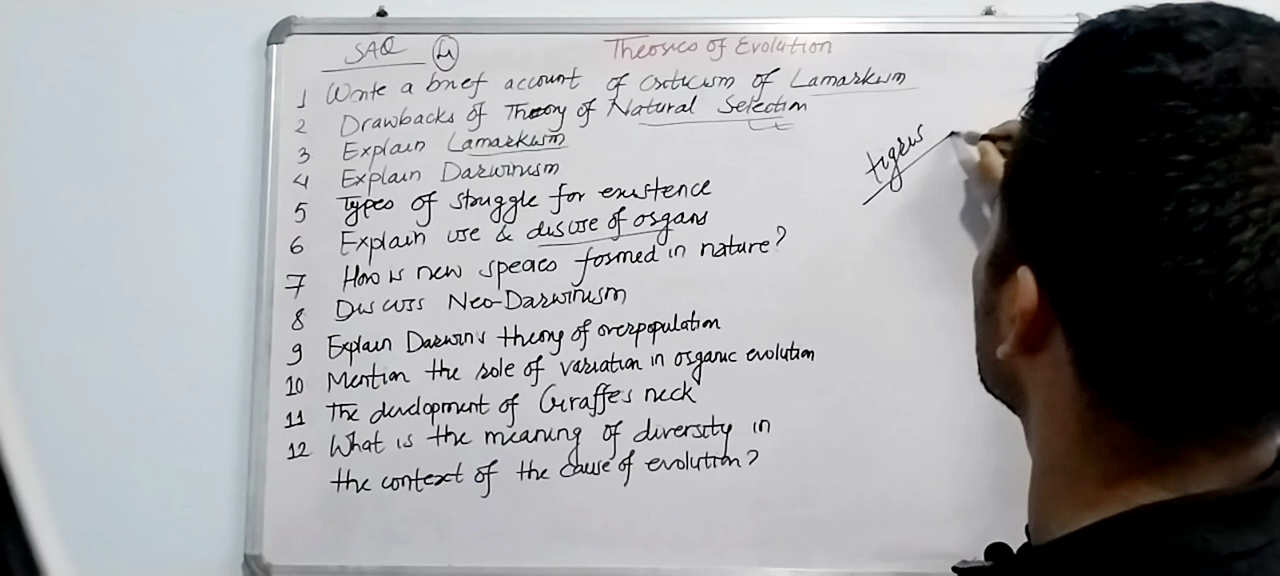 SAQ 4 Theories of Evolution
1 Write a brief account of criticism of Lamarkism
2 Drawbacks of Theory of Natural Selection
3 Explain Lamarkism
4 Explain Darwinism
5 Types of struggle for existence
6 Explain use & disuse of organs
7 How is new species formed in nature?
8 Discuss Neo-Darwinism
9 Explain Darwin's theory of overpopulation
10 Mention the role of variation in organic evolution
11 The development of Giraffes neck
12 What is the meaning of diversity in
the context of the cause of evolution?
tigris